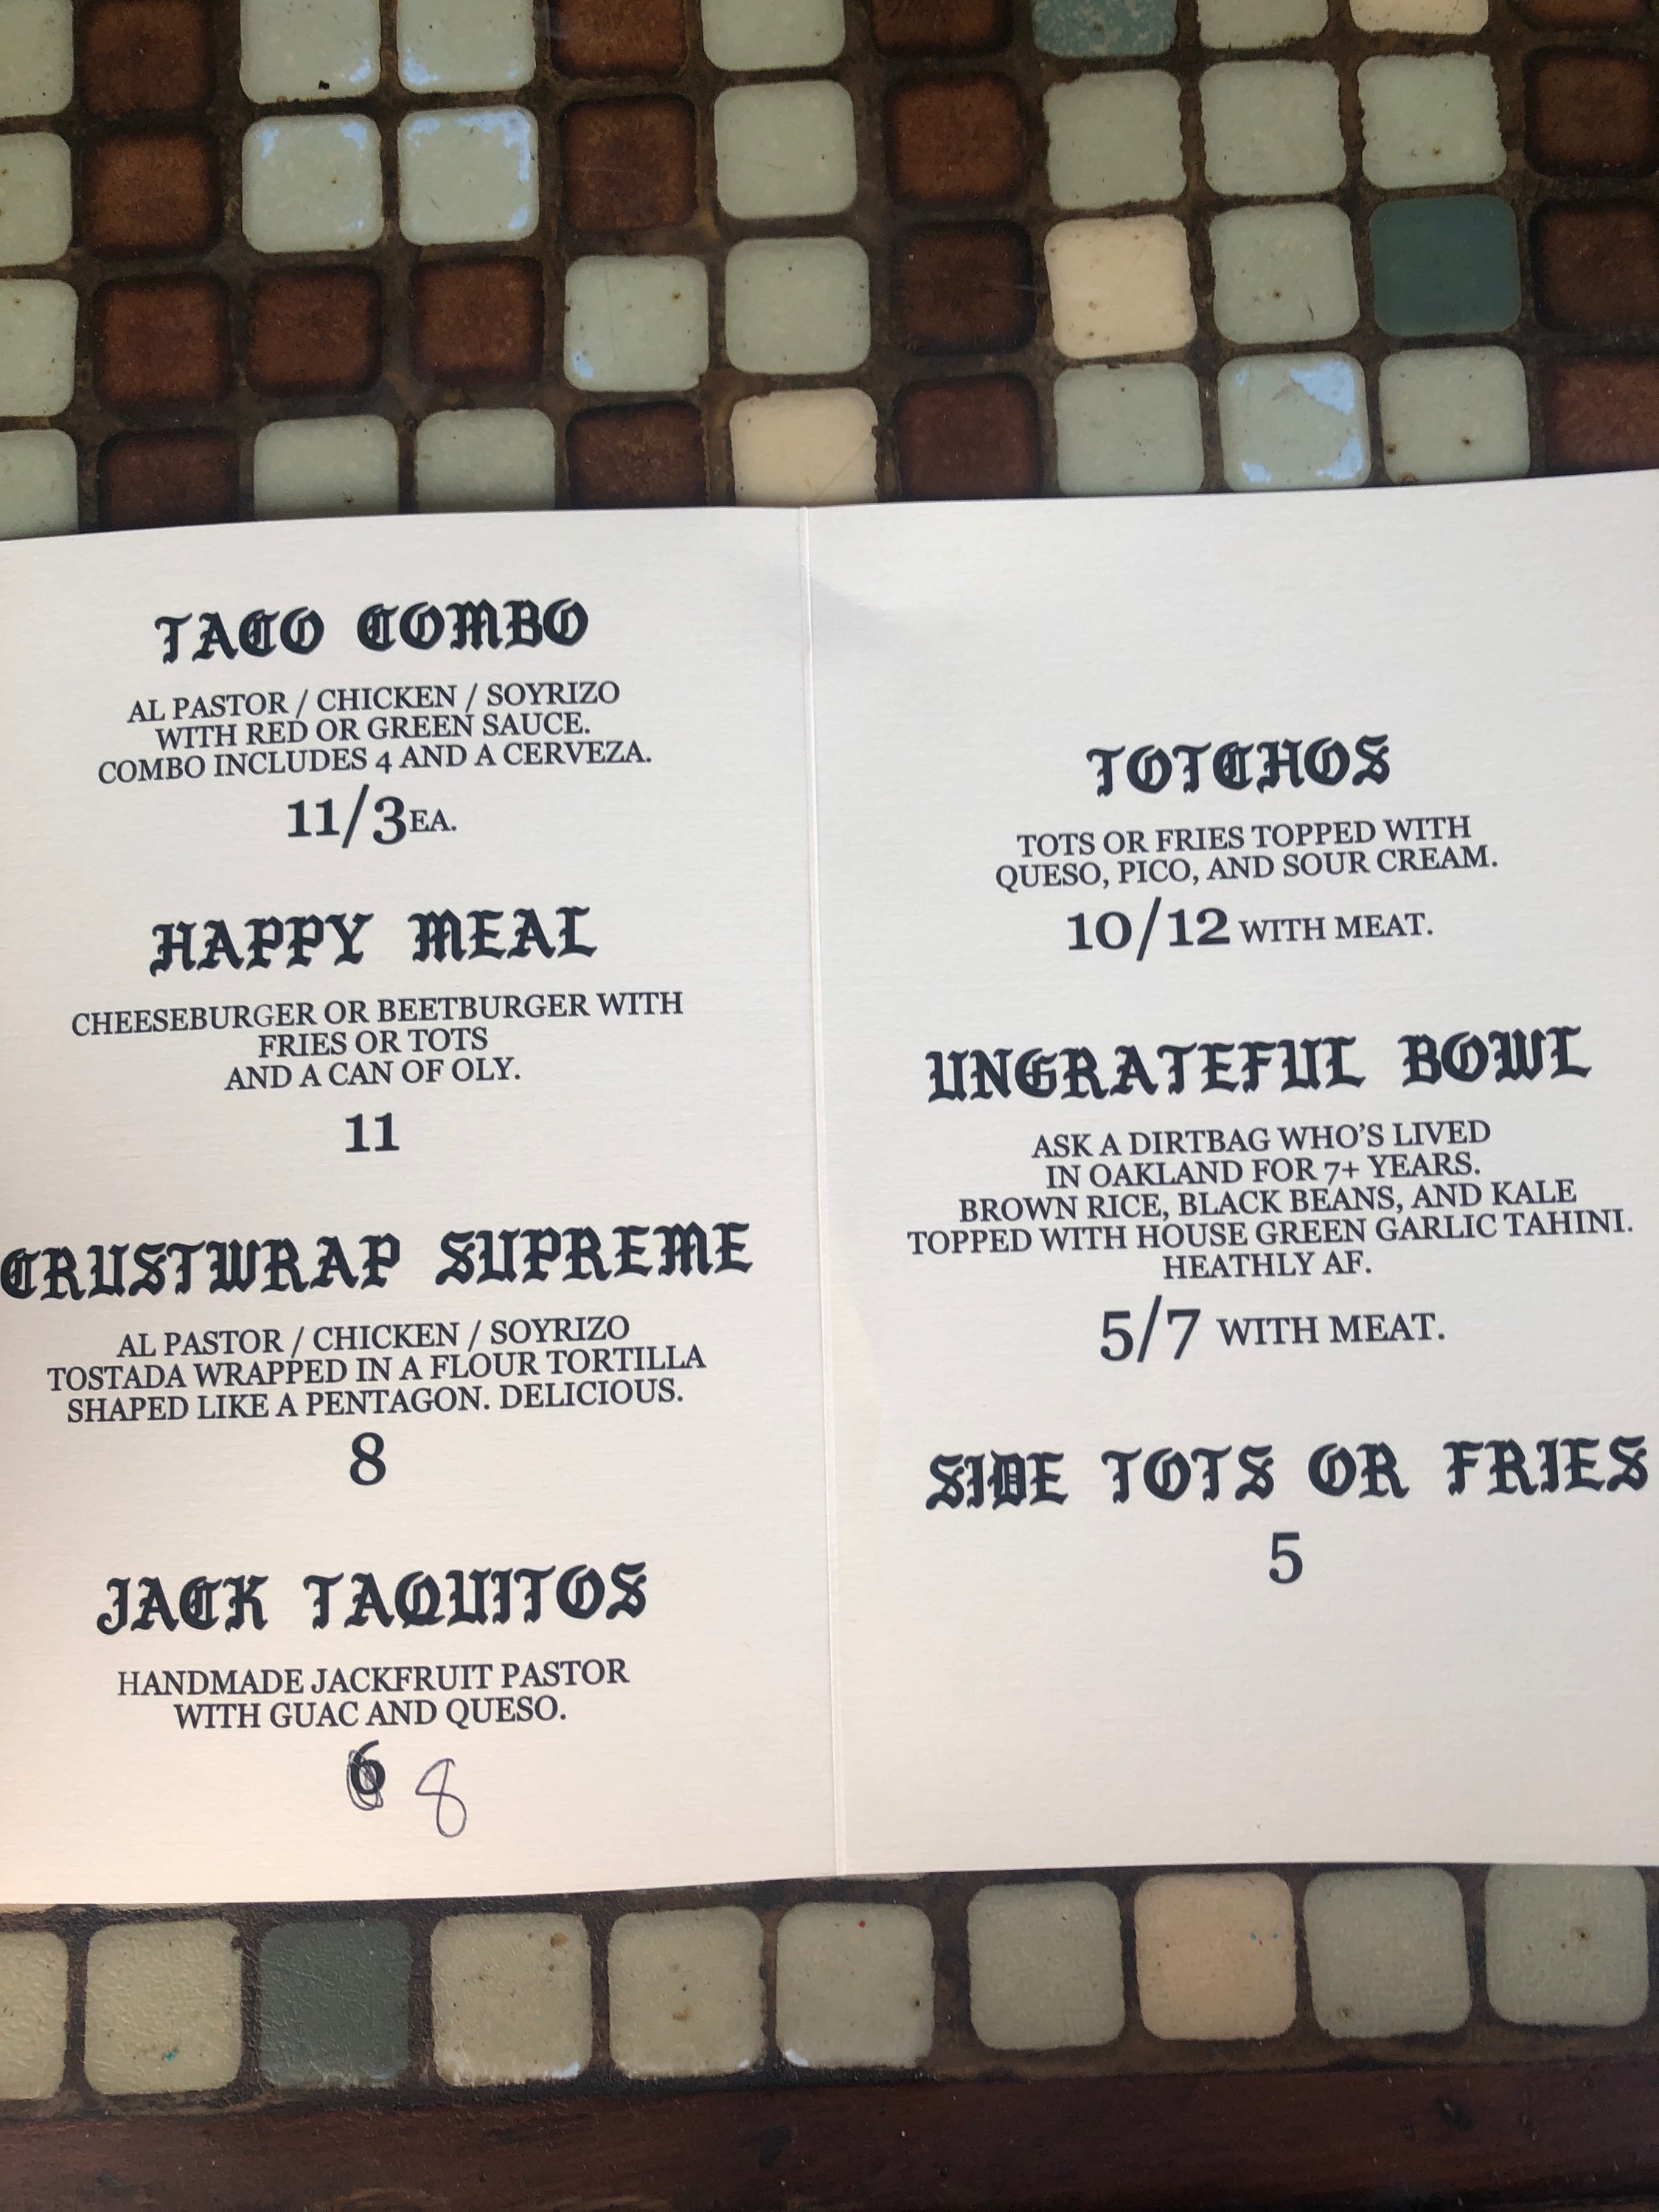 TACO COMBO
AL PASTOR / CHICKEN / SOYRIZO
WITH RED OR GREEN SAUCE.
COMBO INCLUDES 4 AND A CERVEZA.
11/3EA.
HAPPY MEAL
CHEESEBURGER OR BEETBURGER WITH
FRIES OR TOTS
AND A CAN OF OLY.
11
CRUSTWRAP SUPREME
AL PASTOR / CHICKEN / SOYRIZO
TOSTADA WRAPPED IN A FLOUR TORTILLA
SHAPED LIKE A PENTAGON. DELICIOUS.
8
JACK TAQUITOS
HANDMADE JACKFRUIT PASTOR
WITH GUAC AND QUESO.
6 8
TOTCHOS
TOTS OR FRIES TOPPED WITH
QUESO, PICO, AND SOUR CREAM.
10/12 WITH MEAT.
UNGRATEFUL BOWL
ASK A DIRTBAG WHO'S LIVED
IN OAKLAND FOR 7+ YEARS.
BROWN RICE, BLACK BEANS, AND KALE
TOPPED WITH HOUSE GREEN GARLIC TAHINI.
HEATHLY AF.
5/7 WITH MEAT.
SIDE TOTS OR FRIES
5